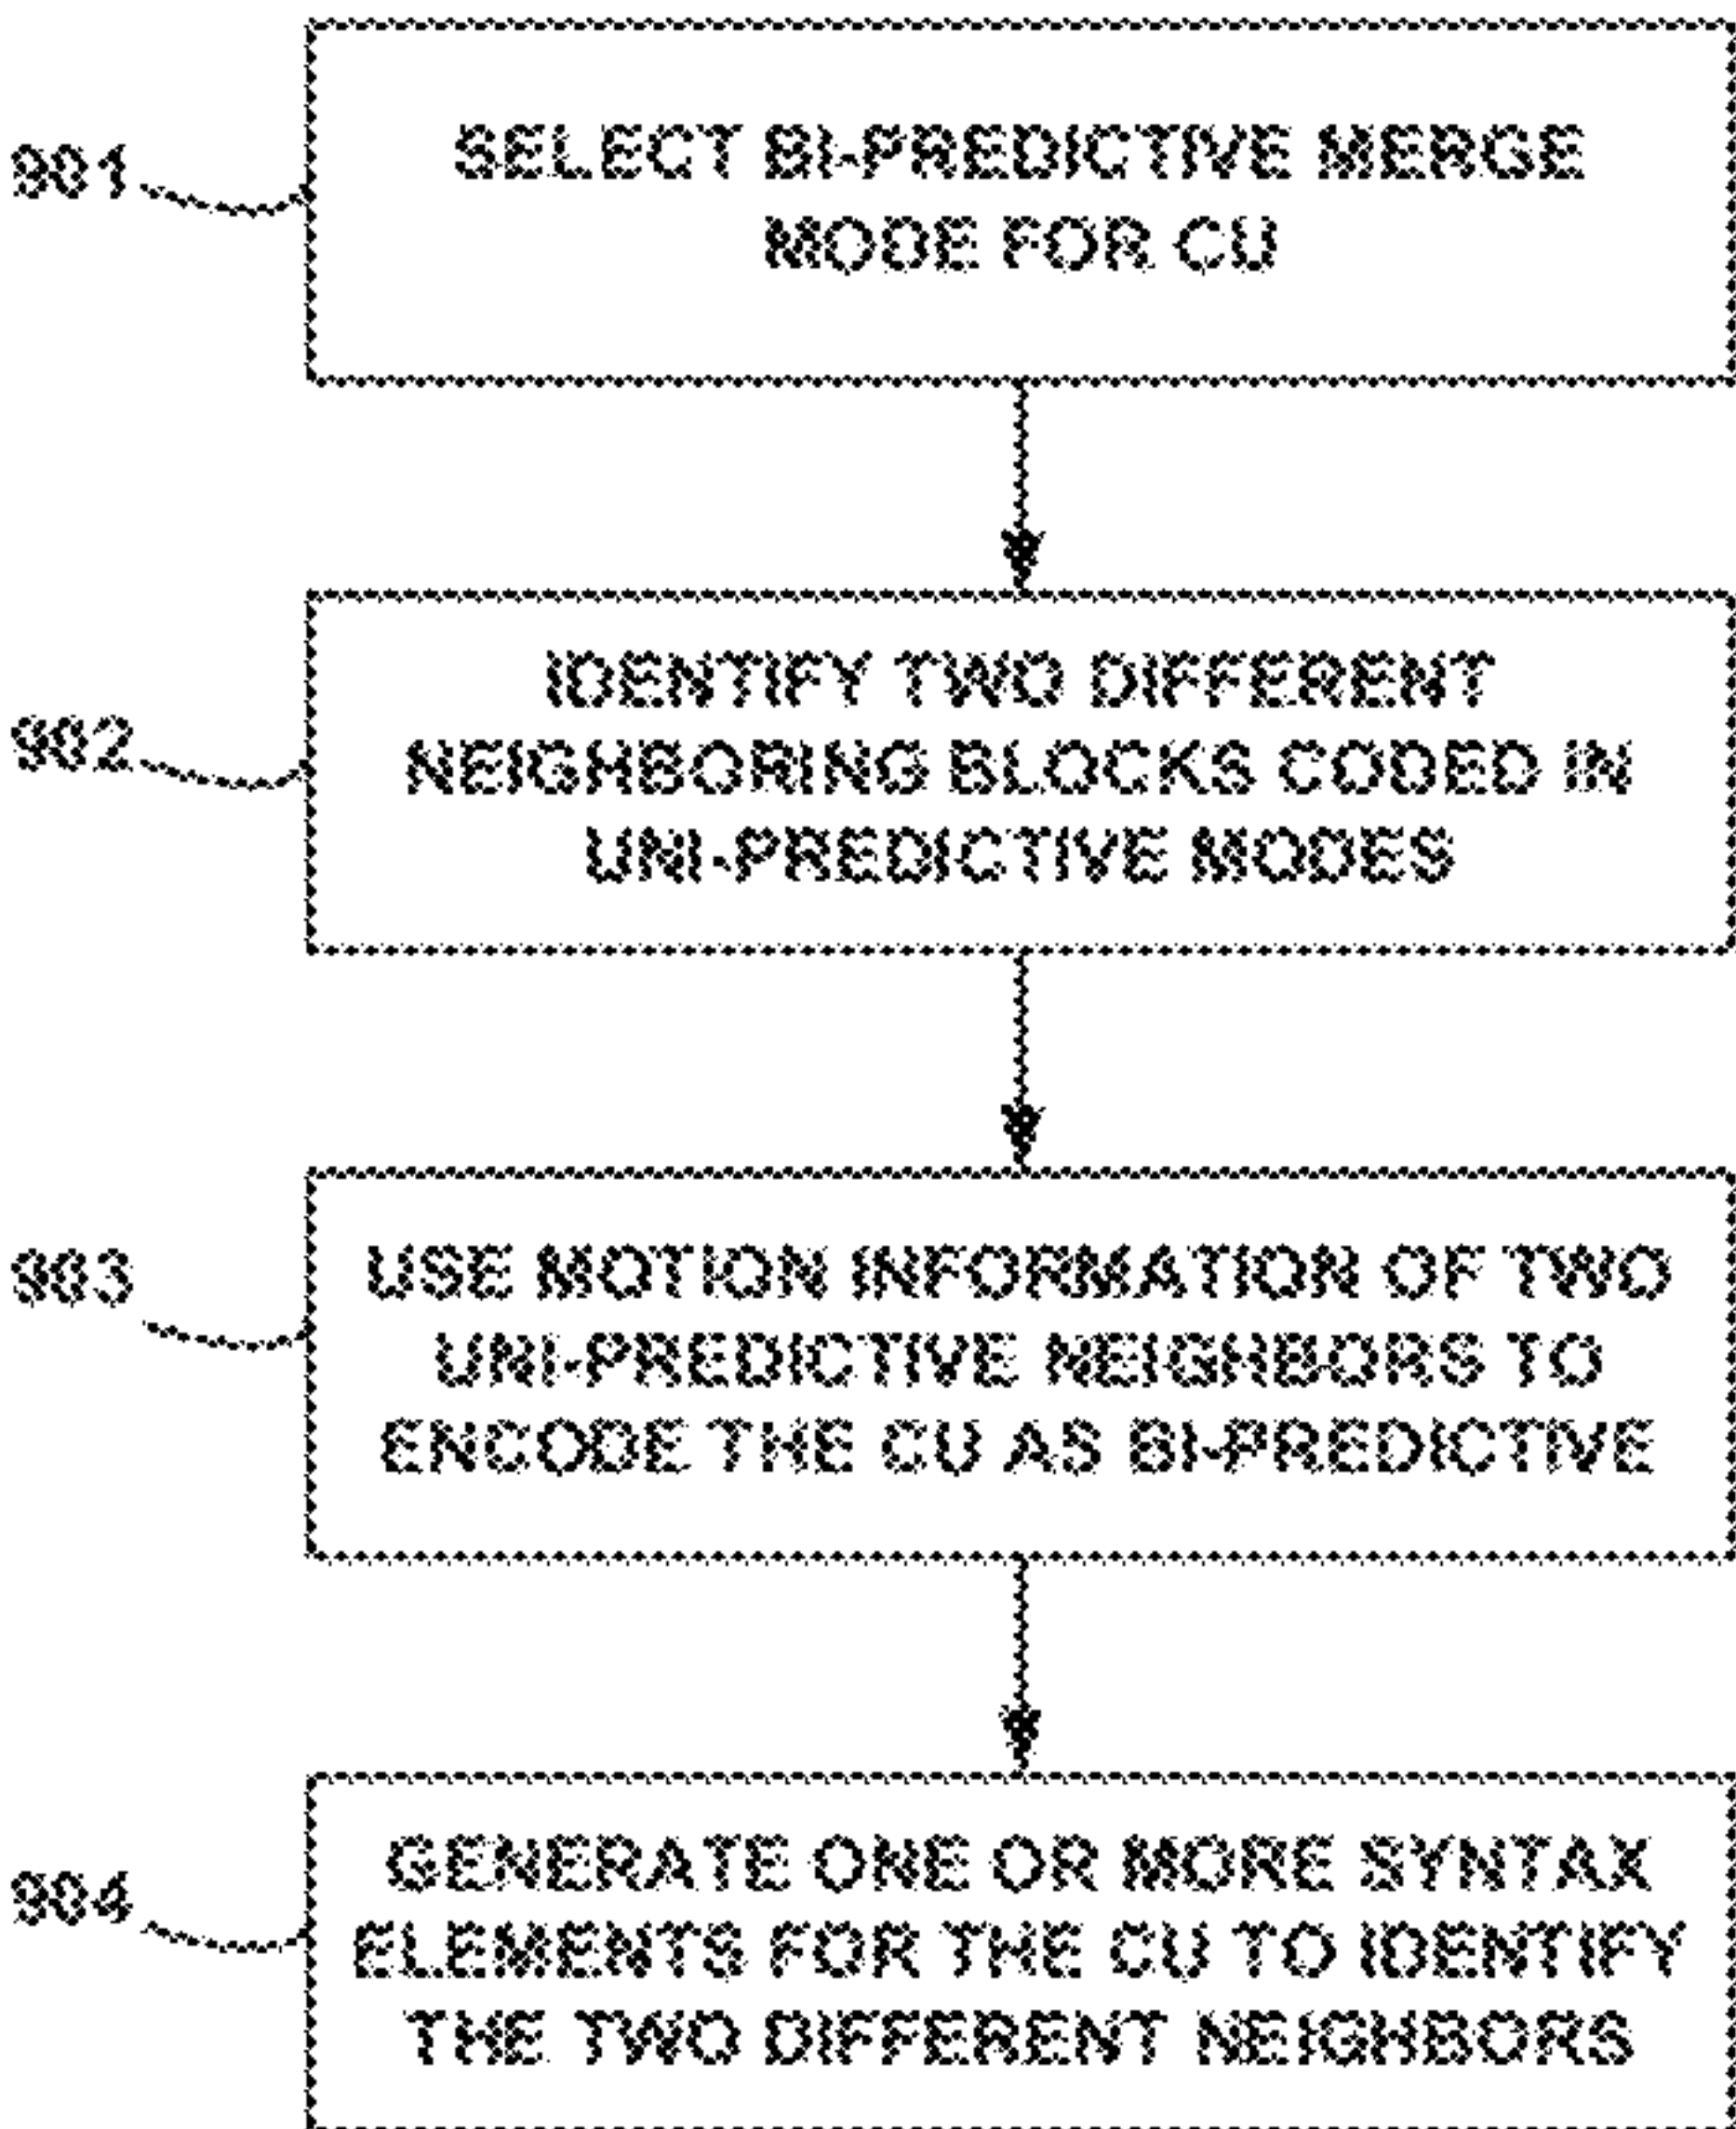 901
SELECT BI-PREDICTIVE MERGE
MODE FOR CU
902
IDENTIFY TWO DIFFERENT
NEIGHBORING BLOCKS CODED IN
UNI-PREDICTIVE MODES
903
USE MOTION INFORMATION OF TWO
UNI-PREDICTIVE NEIGHBORS TO
ENCODE THE CU AS BI-PREDICTIVE
904
GENERATE ONE OR MORE SYNTAX
ELEMENTS FOR THE CU TO IDENTIFY
THE TWO DIFFERENT NEIGHBORS